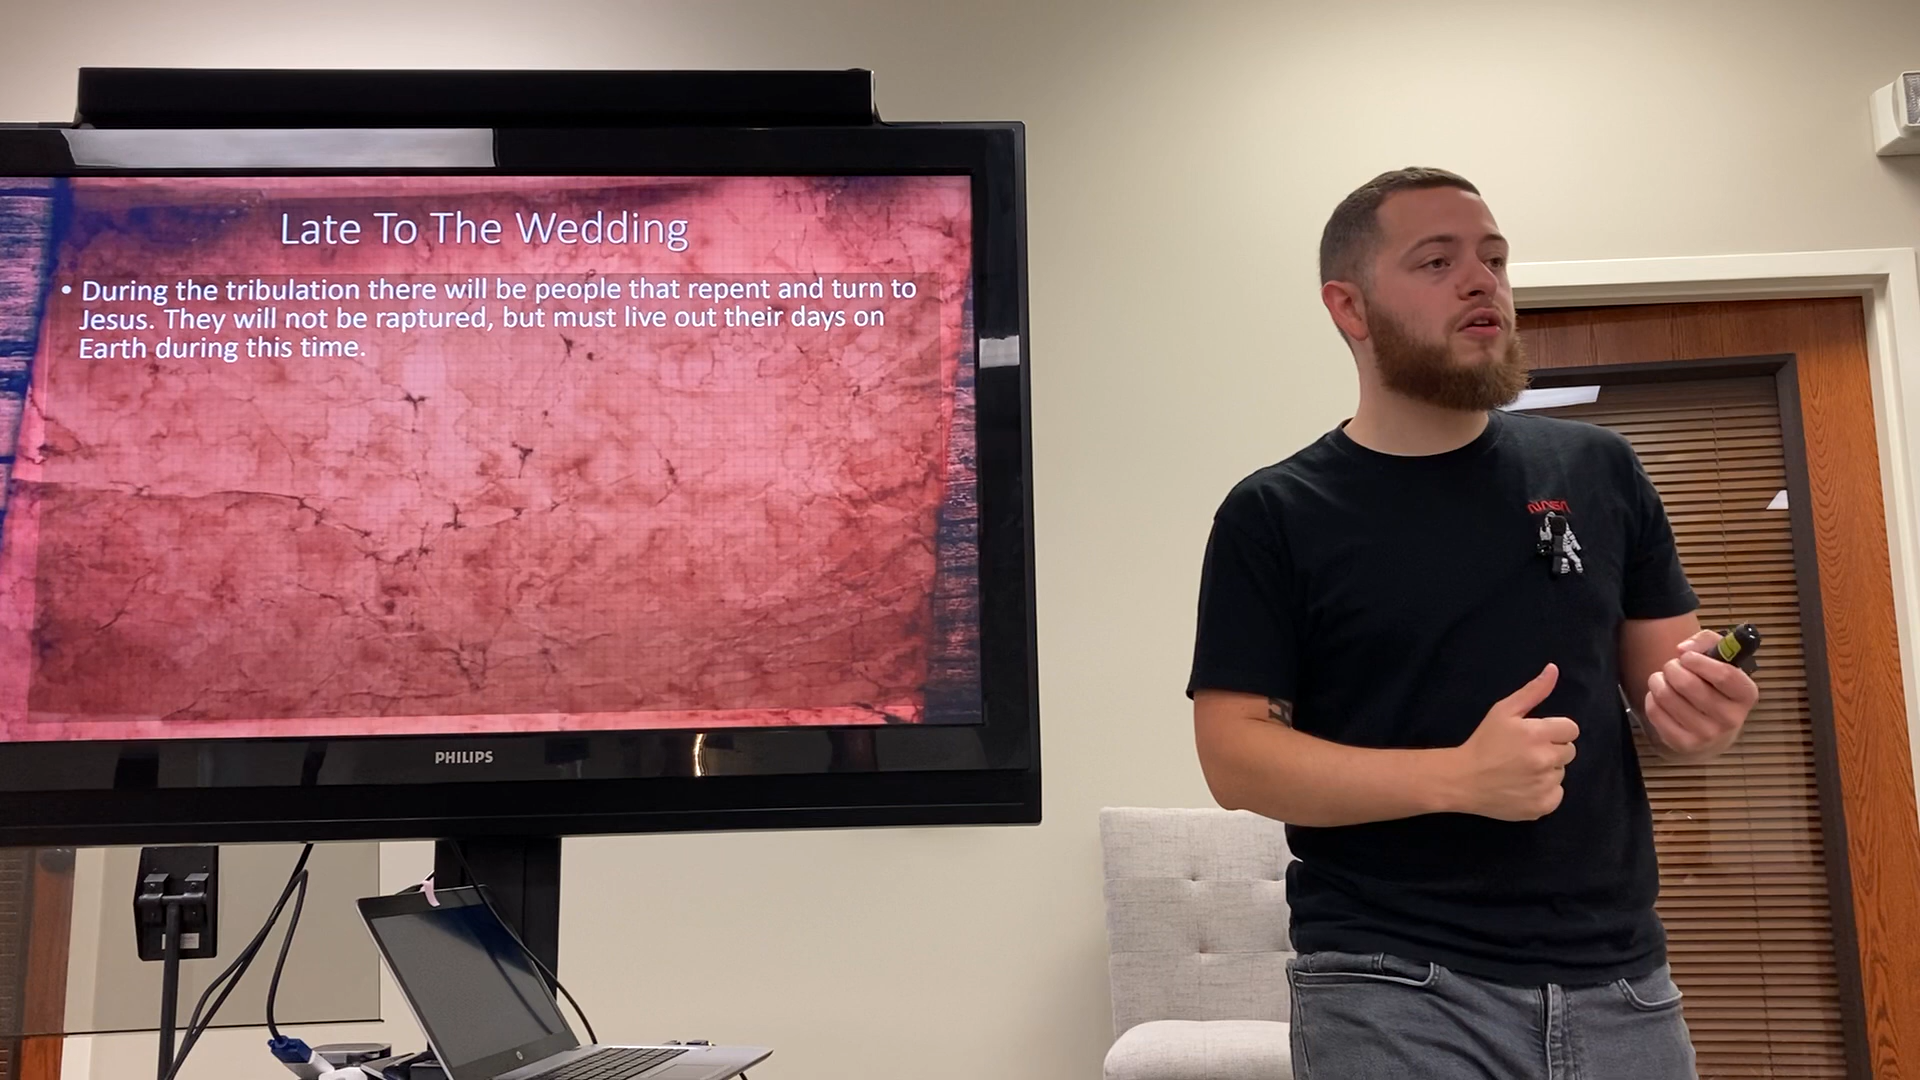 Late To The Wedding
• During the tribulation there will be people that repent and turn to
Jesus. They will not be raptured, but must live out their days on
Earth during this time.
PHILIPS
NASA